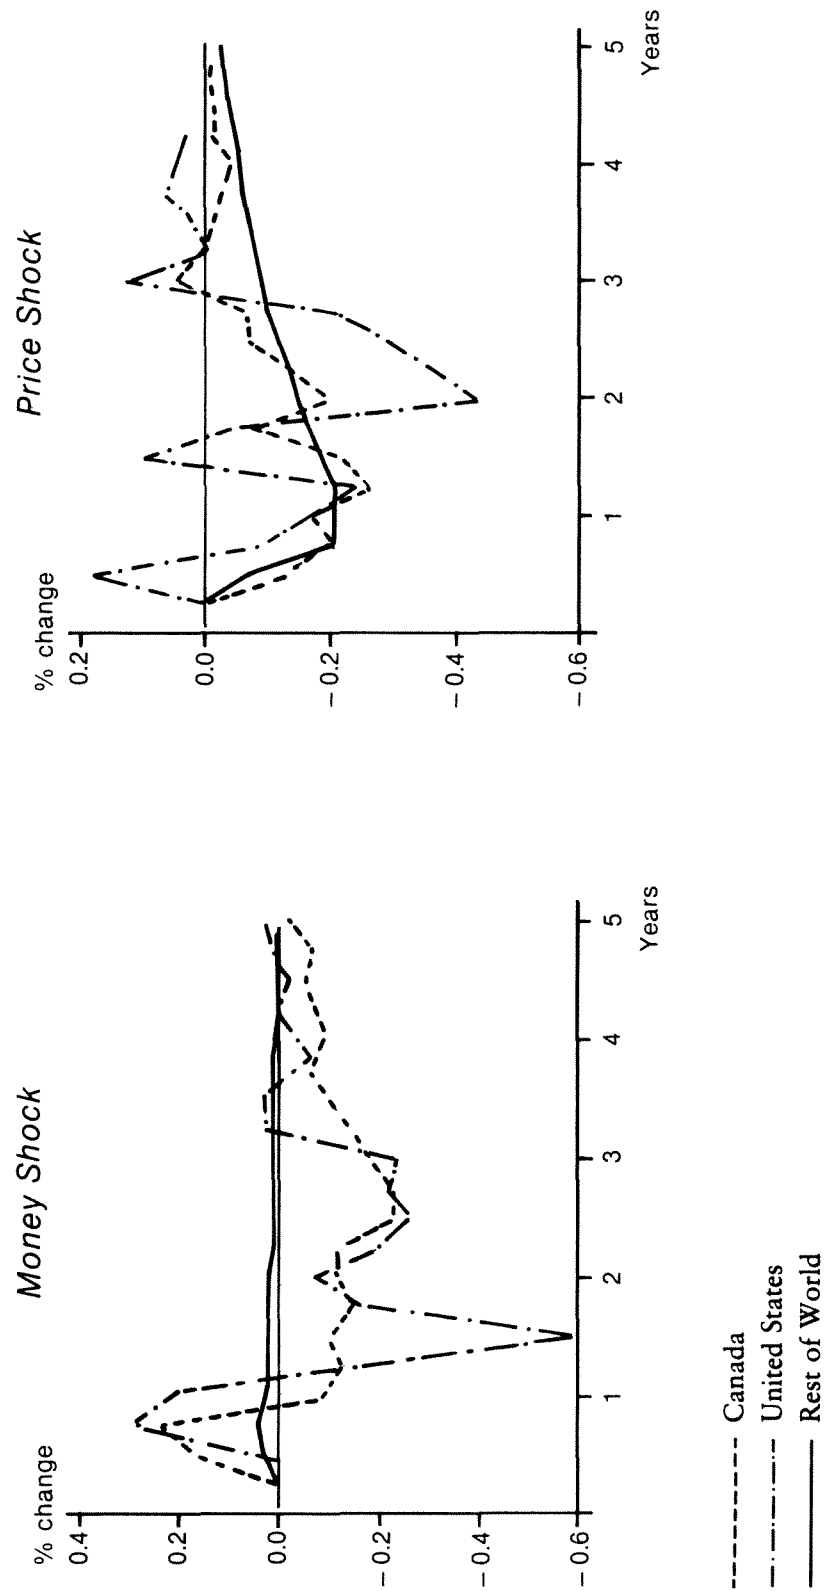 Money Shock
% change
0.4
0.2
0.0
– 0.2
– 0.4
– 0.6
1
2
3
4
5
Years
Price Shock
% change
0.2
0.0
– 0.2
– 0.4
– 0.6
1
2
3
4
5
Years
Canada
United States
Rest of World